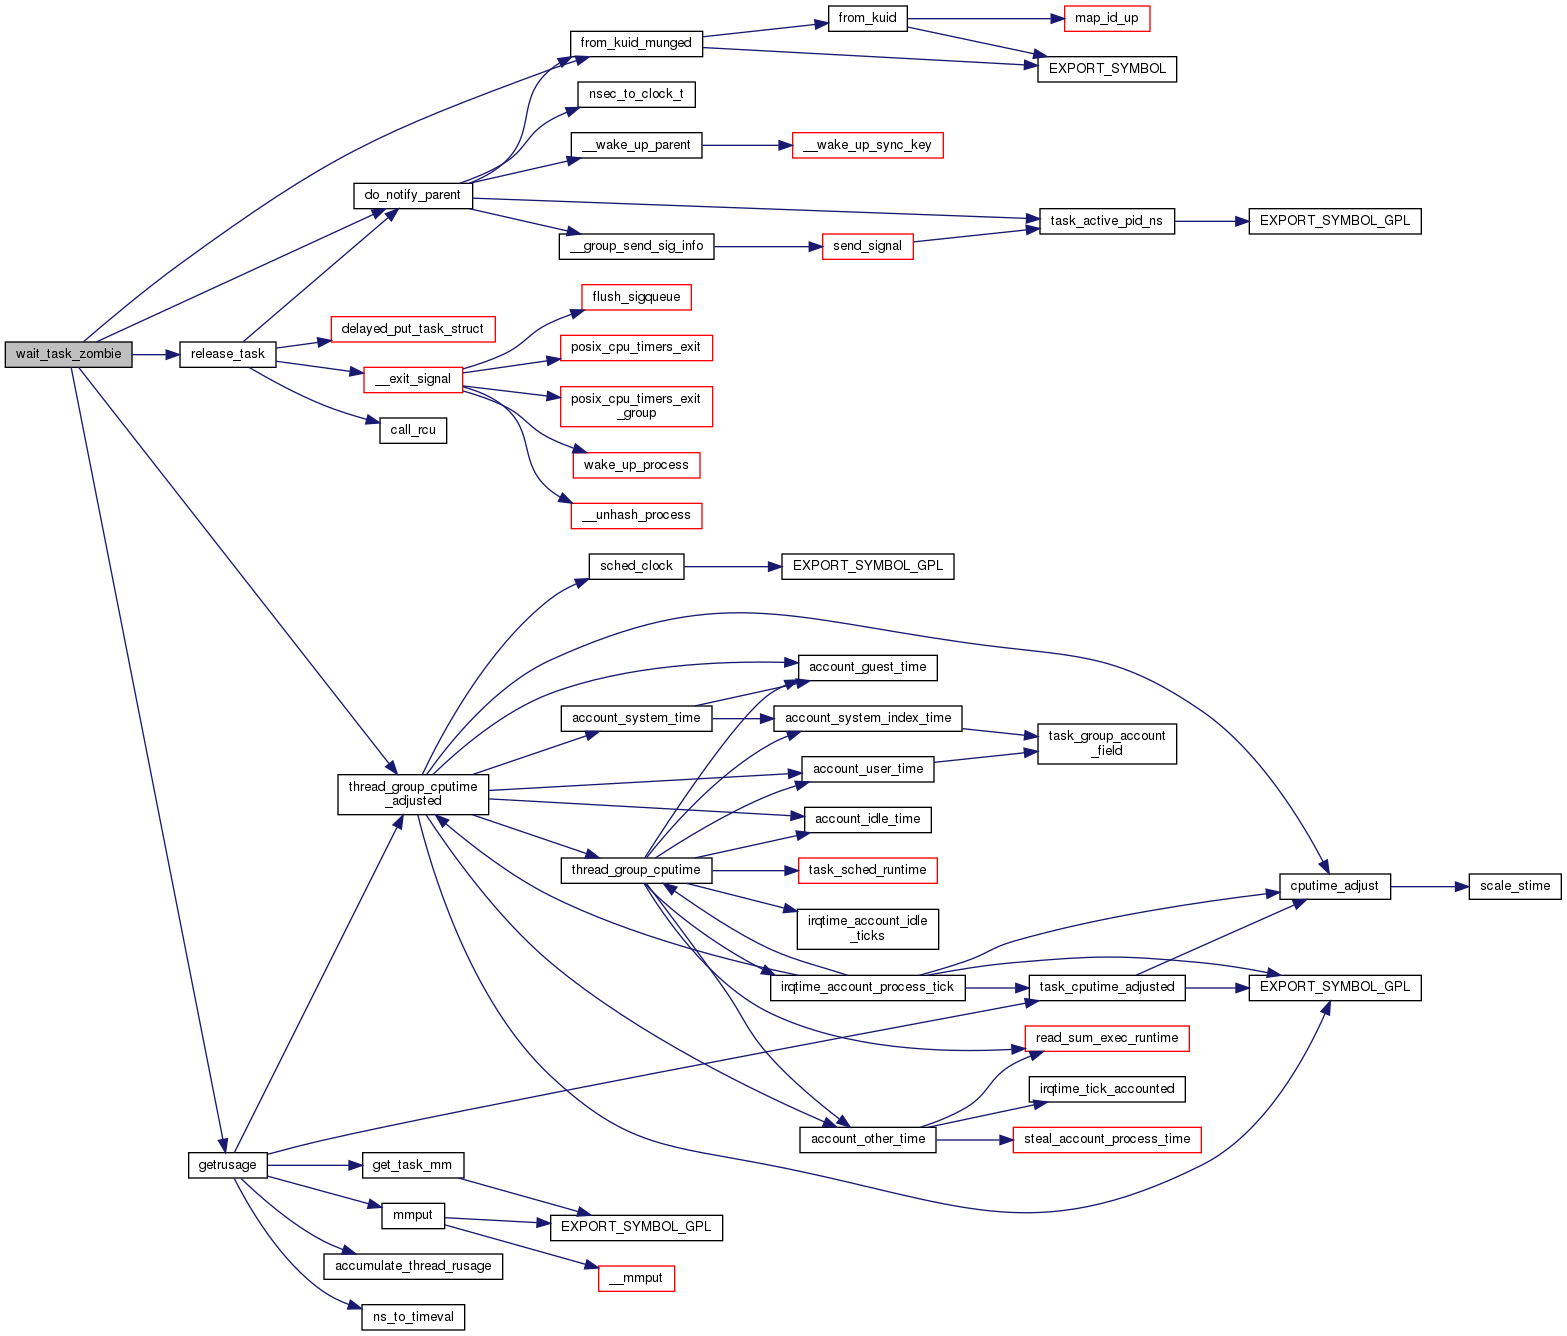 from_kuid
map_id_up
from_kuid_munged
EXPORT_SYMBOL
nsec_to_clock_t
__wake_up_parent
__wake_up_sync_key
do_notify_parent
task_active_pid_ns
EXPORT_SYMBOL_GPL
__group_send_sig_info
send_signal
flush_sigqueue
delayed_put_task_struct
wait_task_zombie
release_task
posix_cpu_timers_exit
__exit_signal
posix_cpu_timers_exit
_group
call_rcu
wake_up_process
__unhash_process
sched_clock
EXPORT_SYMBOL_GPL
account_guest_time
account_system_time
account_system_index_time
task_group_account
_field
account_user_time
thread_group_cputime
_adjusted
account_idle_time
thread_group_cputime
task_sched_runtime
cputime_adjust
scale_stime
irqtime_account_idle
_ticks
irqtime_account_process_tick
task_cputime_adjusted
EXPORT_SYMBOL_GPL
read_sum_exec_runtime
irqtime_tick_accounted
account_other_time
steal_account_process_time
getrusage
get_task_mm
mmput
EXPORT_SYMBOL_GPL
accumulate_thread_rusage
__mmput
ns_to_timeval